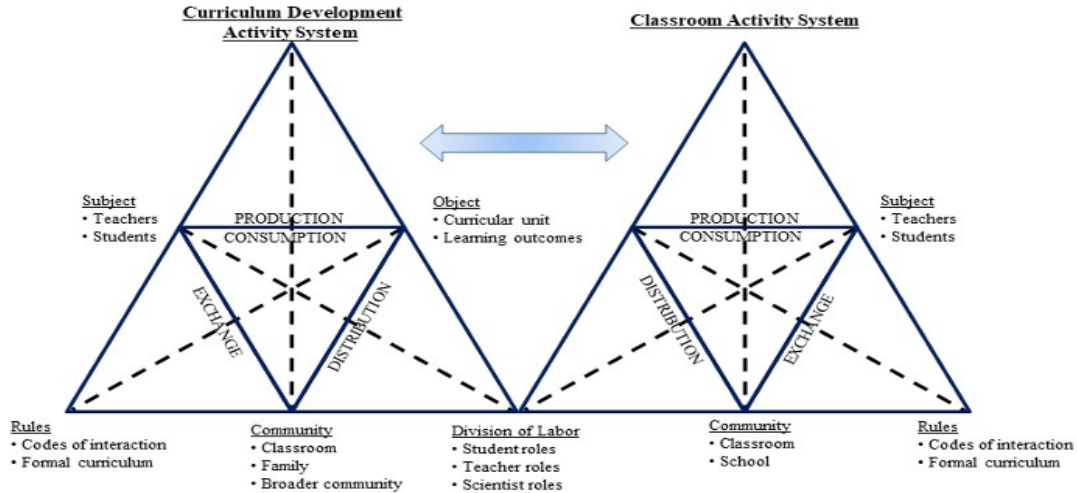 Curriculum Development
Activity System
Classroom Activity System
Subject
• Teachers
• Students
PRODUCTION
CONSUMPTION
EXCHANGE
DISTRIBUTION
Object
• Curricular unit
• Learning outcomes
PRODUCTION
CONSUMPTION
DISTRIBUTION
EXCHANGE
Subject
• Teachers
• Students
Rules
• Codes of interaction
• Formal curriculum
Community
• Classroom
• Family
• Broader community
Division of Labor
• Student roles
• Teacher roles
• Scientist roles
Community
• Classroom
• School
Rules
• Codes of interaction
• Formal curriculum